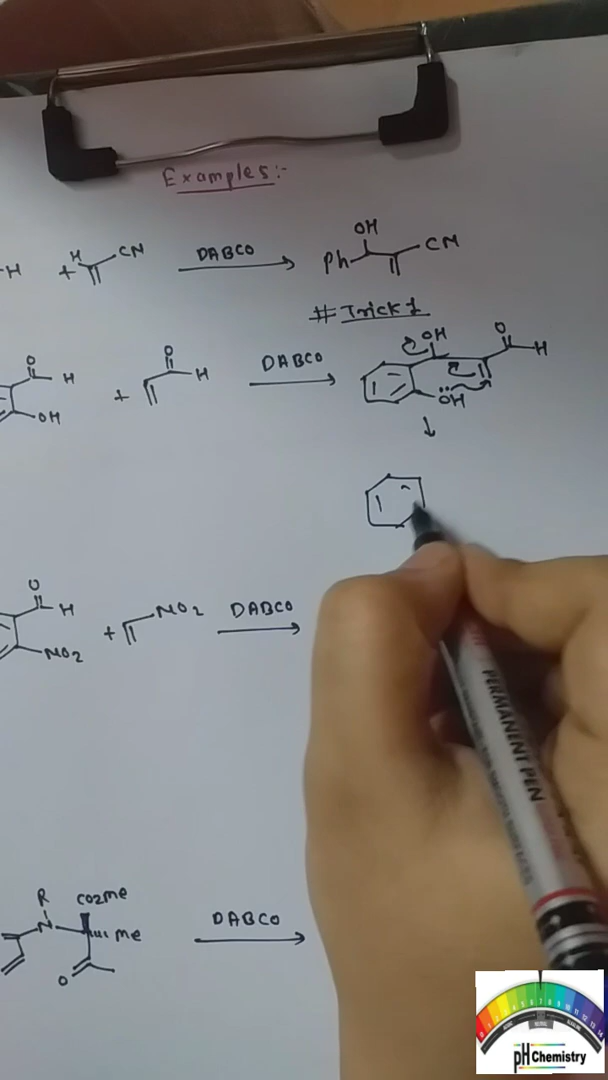 Examples:-
-H + H CN DABCO OH Ph CN
# Trick 1
O H OH + O H DABCO OH O H OH
O H NO2 + NO2 DABCO
PERMANENT PEN
R N CO2Me Me O DABCO
pH Chemistry